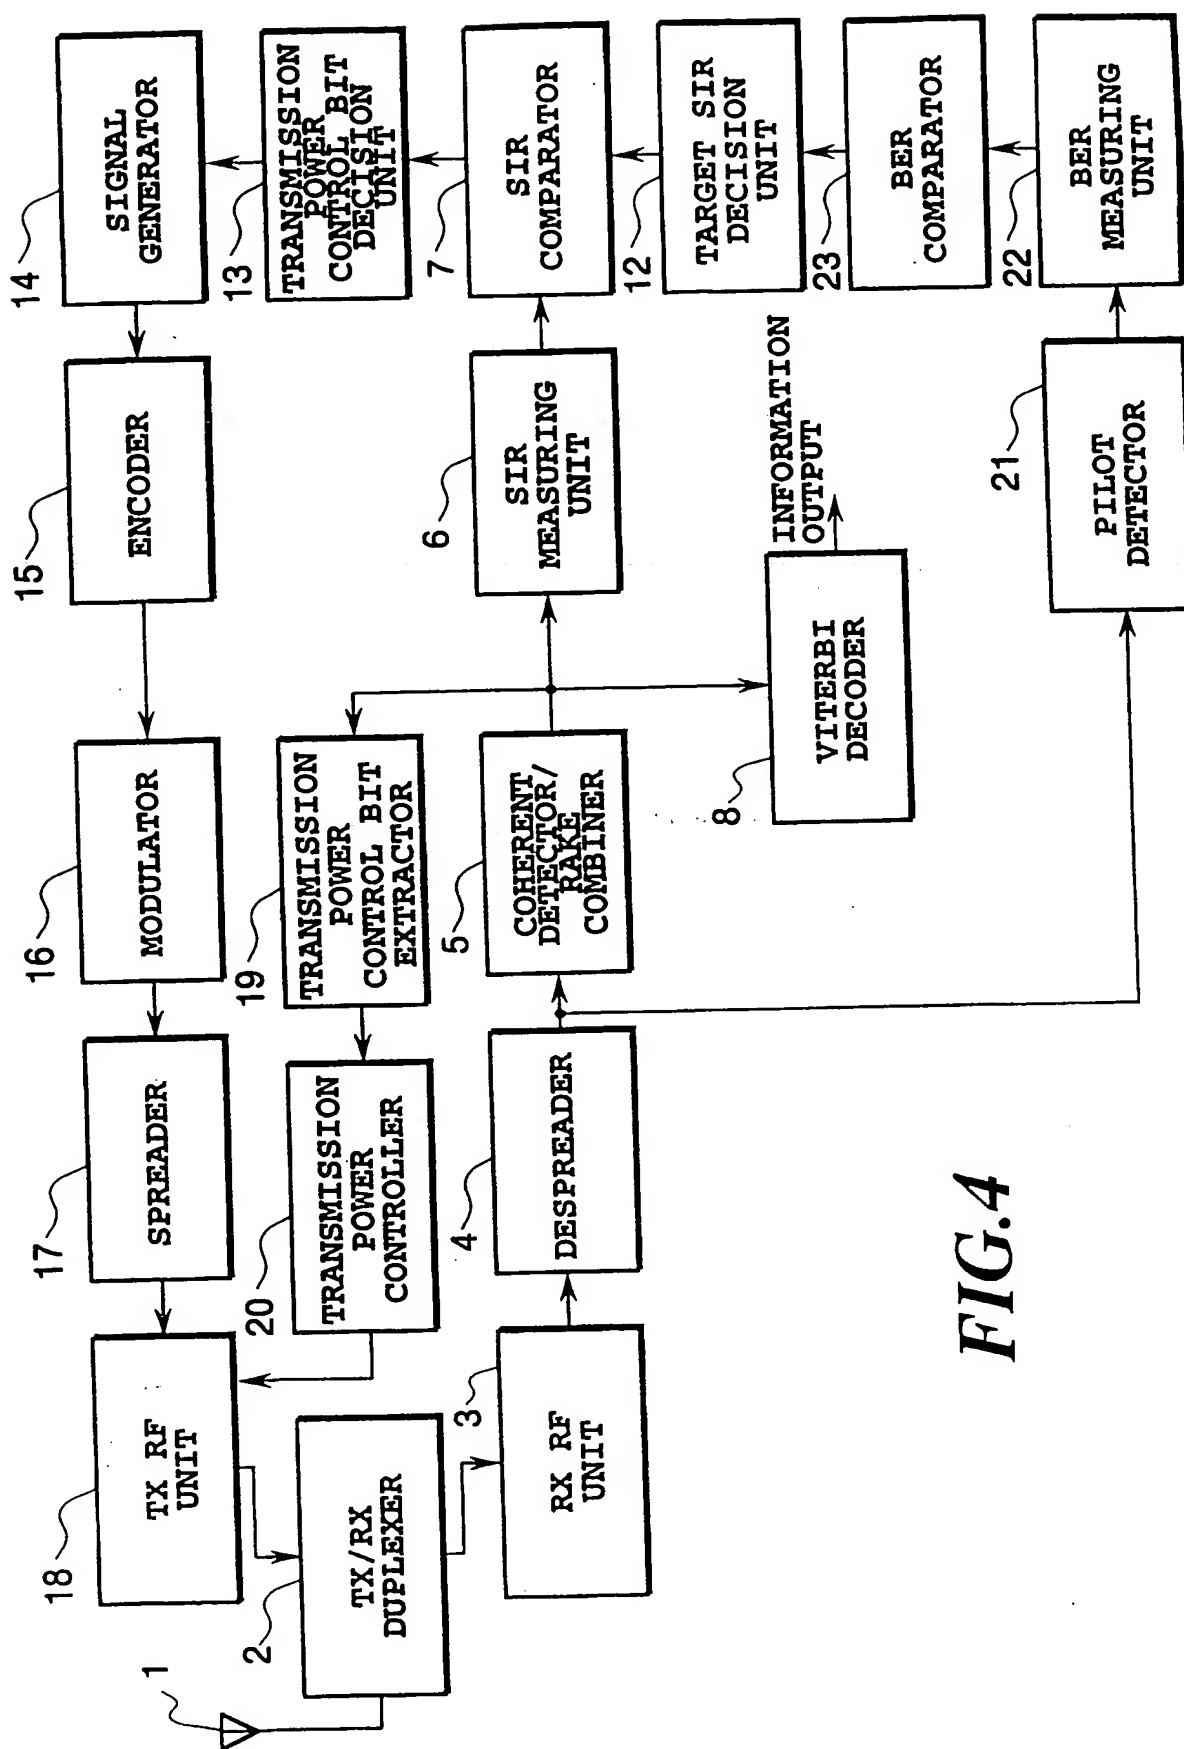 14
SIGNAL
GENERATOR
13
TRANSMISSION
POWER
CONTROL BIT
DECISION
UNIT
7
SIR
COMPARATOR
12
TARGET SIR
DECISION
UNIT
23
BER
COMPARATOR
22
BER
MEASURING
UNIT
15
ENCODER
6
SIR
MEASURING
UNIT
INFORMATION
OUTPUT
21
PILOT
DETECTOR
16
MODULATOR
19
TRANSMISSION
POWER
CONTROL BIT
EXTRACTOR
5
COHERENT
DETECTOR/
RAKE
COMBINER
8
VITERBI
DECODER
17
SPREADER
20
TRANSMISSION
POWER
CONTROLLER
4
DESPREADER
18
TX RF
UNIT
2
TX/RX
DUPLEXER
3
RX RF
UNIT
1
FIG.4